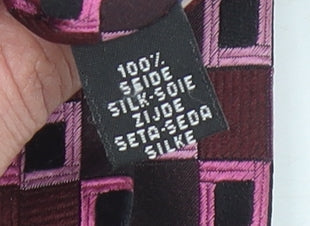 100%
SEIDE
SILK-SOIE
ZIJDE
SETA-SEDA
SILKE